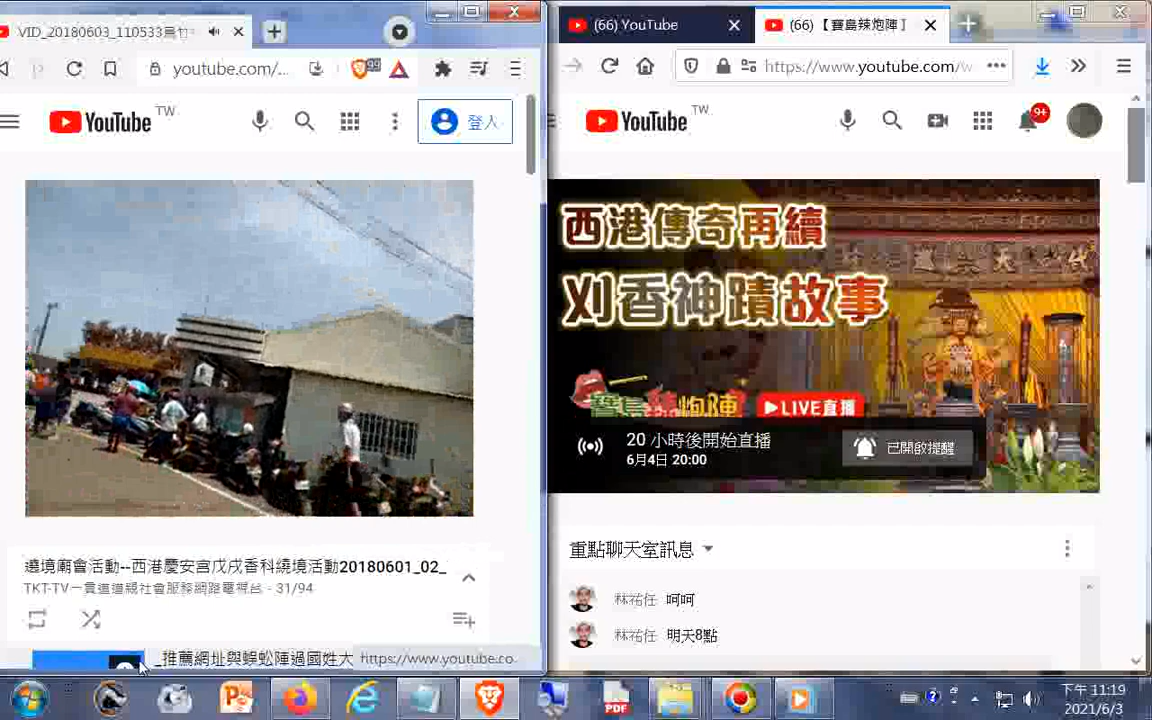 VID_20180603_110533
youtube.com/...
99
YouTube TW
登入
遶境廟會活動--西港慶安宮戊戌香科繞境活動20180601_02_
TKT-TV一貫道道親社會服務網路電視台 - 31/94
_推薦網址與蜈蚣陣過國姓大
https://www.youtube.co
(66) YouTube
(66) 【寶島辣炮陣】
https://www.youtube.com/w
YouTube TW
9+
西港傳奇再續
刈香神蹟故事
寶島辣炮陣
LIVE直播
20 小時後開始直播
6月4日 20:00
已開啟提醒
重點聊天室訊息
林祐任 呵呵
林祐任 明天8點
PDF
下午 11:19
2021/6/3